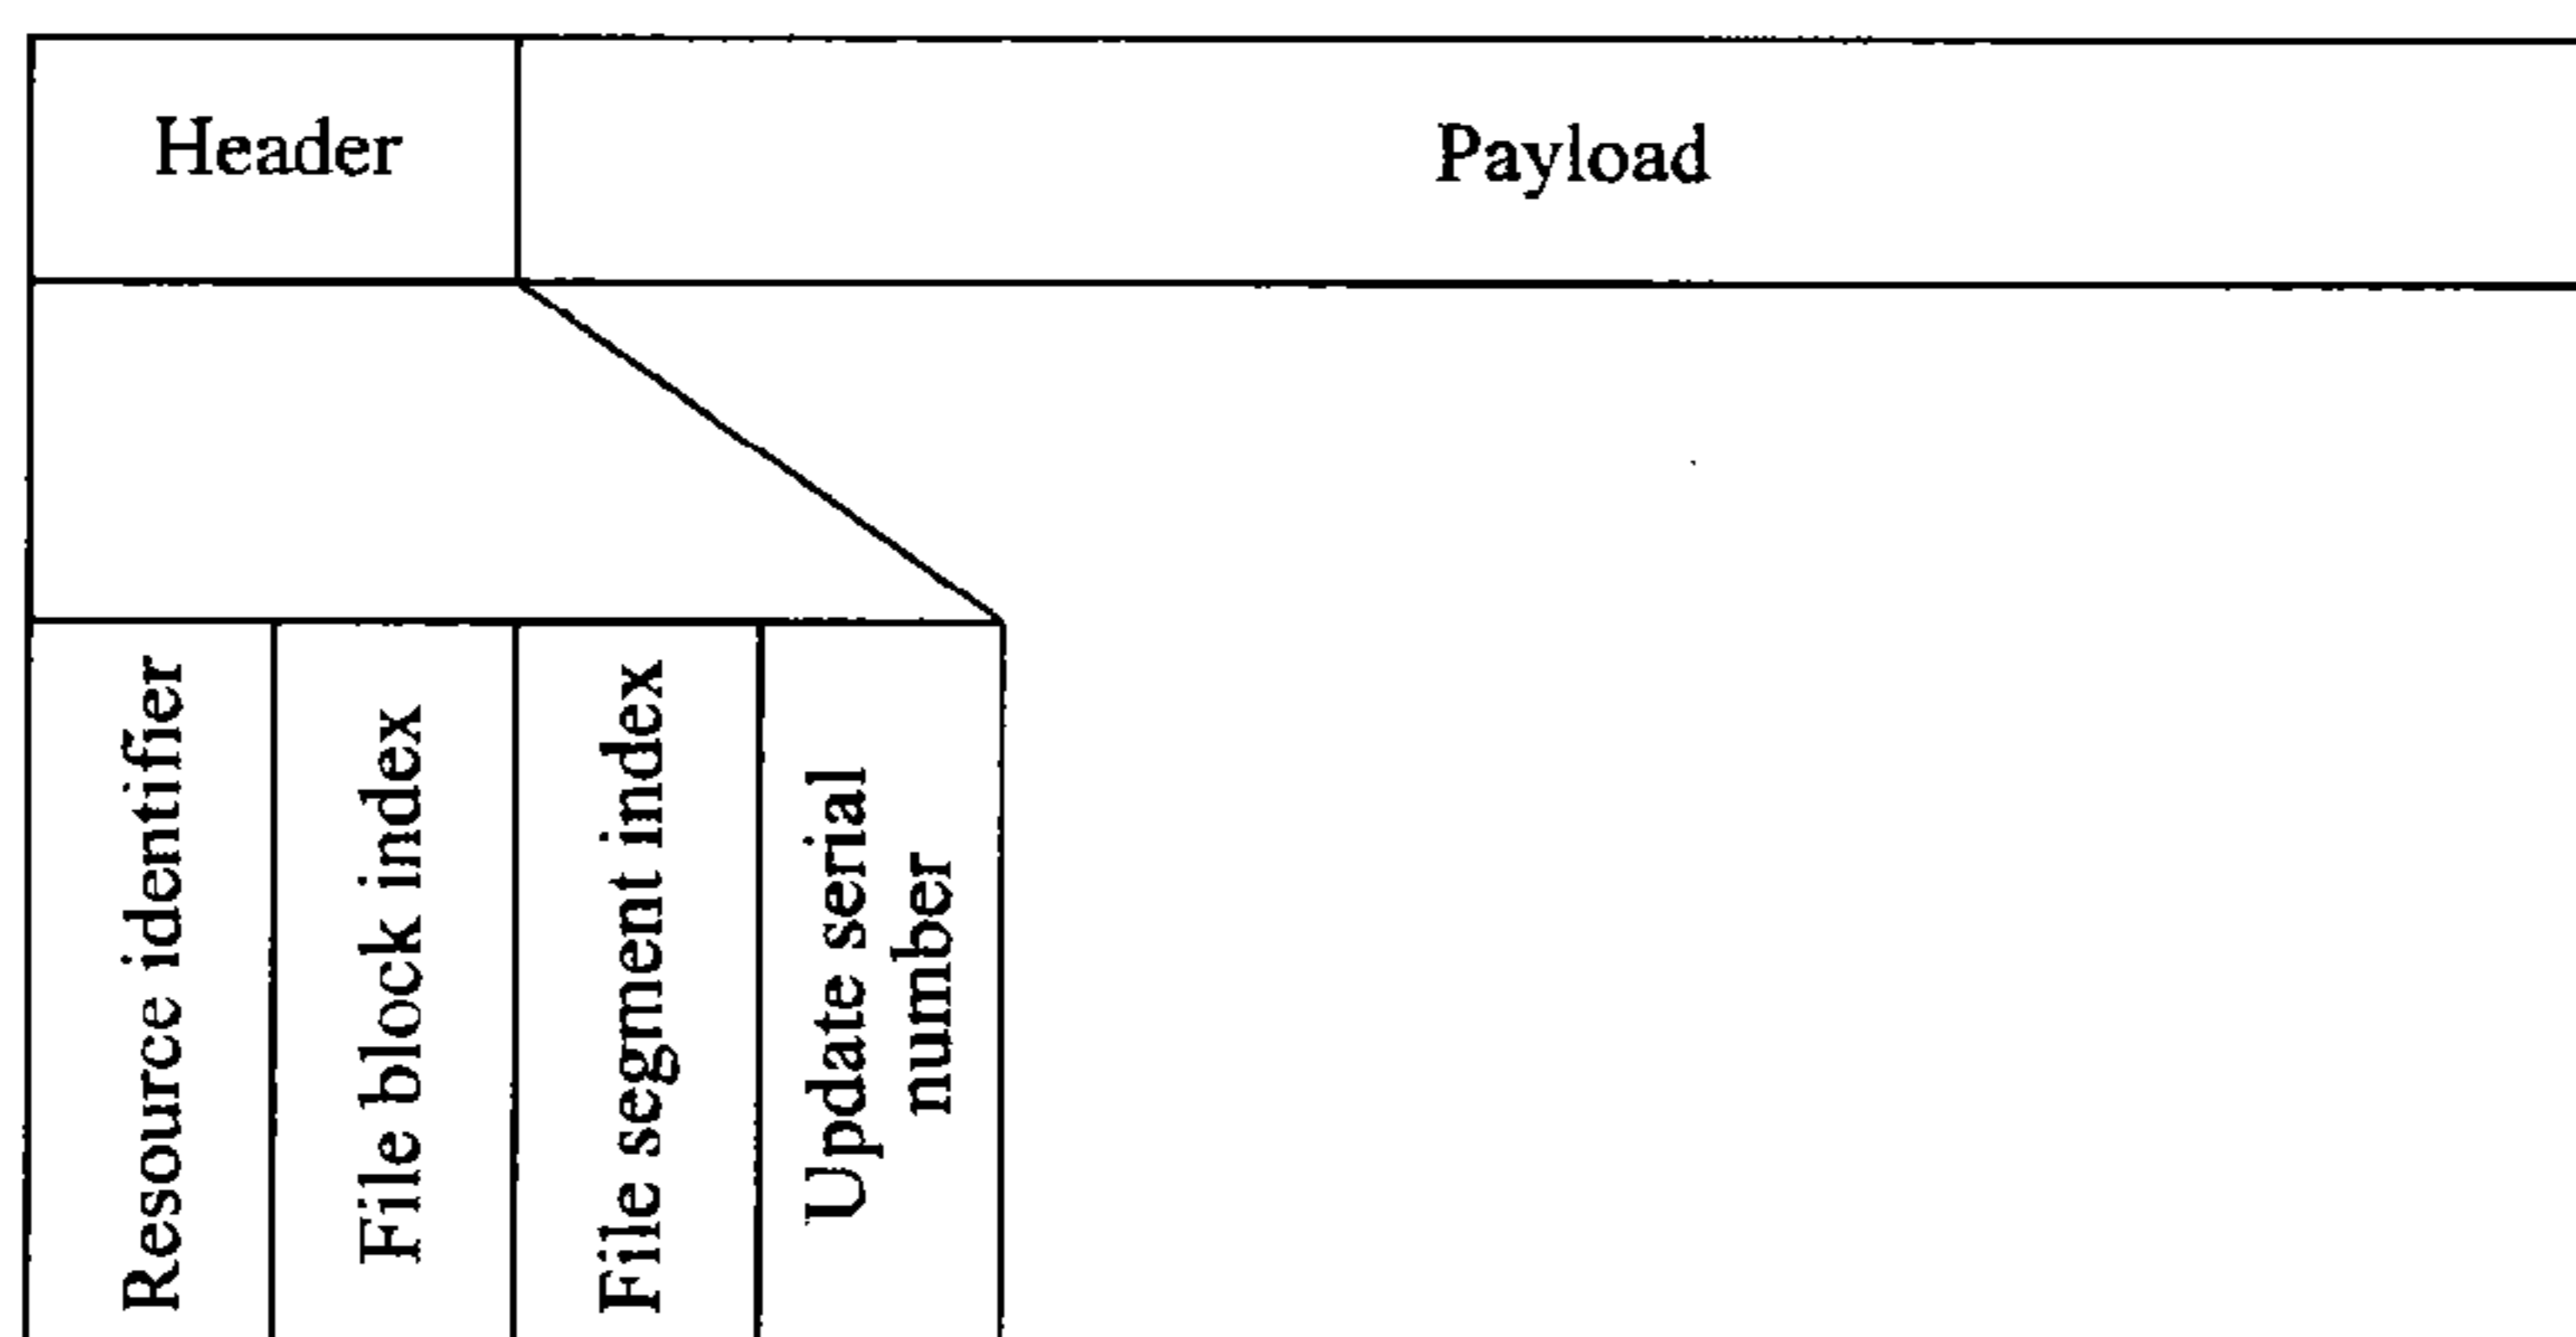 Header
Payload
Resource identifier
File block index
File segment index
Update serial
number